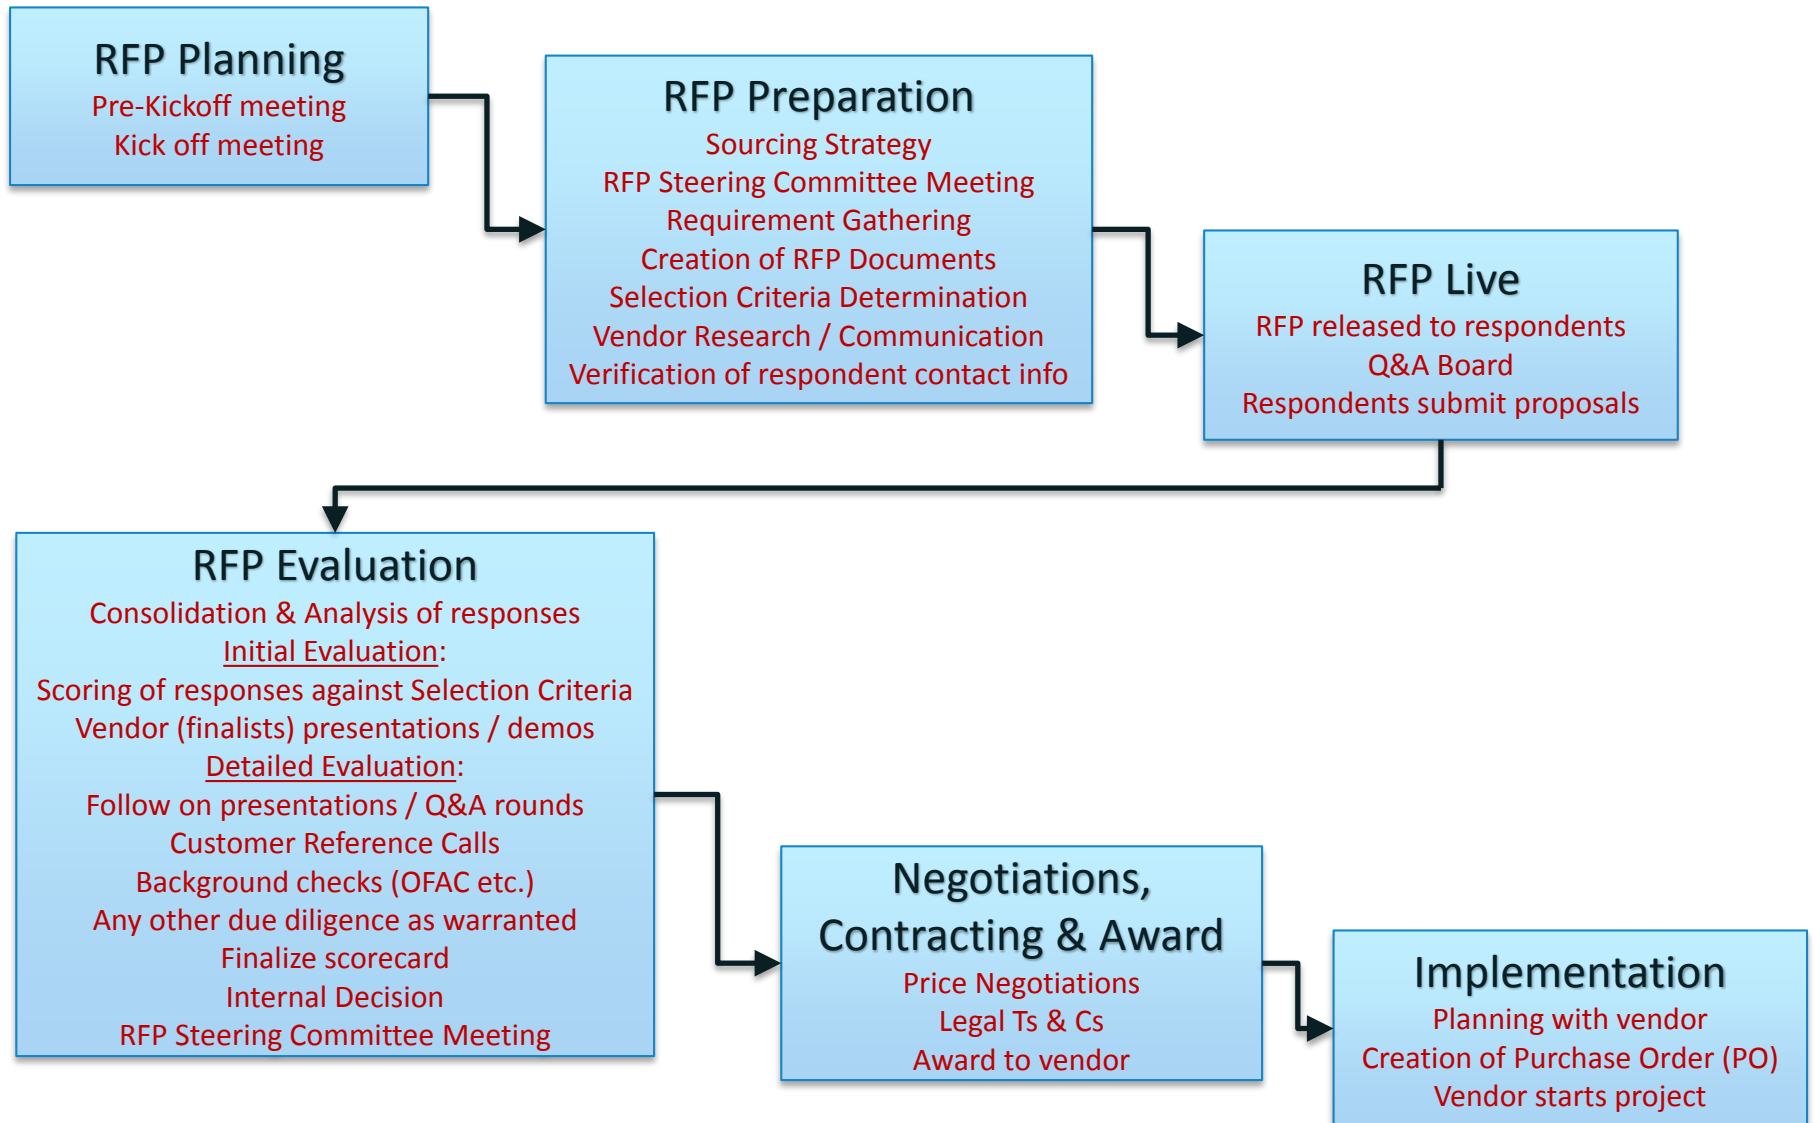 RFP Planning
Pre-Kickoff meeting
Kick off meeting
RFP Preparation
Sourcing Strategy
RFP Steering Committee Meeting
Requirement Gathering
Creation of RFP Documents
Selection Criteria Determination
Vendor Research / Communication
Verification of respondent contact info
RFP Live
RFP released to respondents
Q&A Board
Respondents submit proposals
RFP Evaluation
Consolidation & Analysis of responses
Initial Evaluation:
Scoring of responses against Selection Criteria
Vendor (finalists) presentations / demos
Detailed Evaluation:
Follow on presentations / Q&A rounds
Customer Reference Calls
Background checks (OFAC etc.)
Any other due diligence as warranted
Finalize scorecard
Internal Decision
RFP Steering Committee Meeting
Negotiations,
Contracting & Award
Price Negotiations
Legal Ts & Cs
Award to vendor
Implementation
Planning with vendor
Creation of Purchase Order (PO)
Vendor starts project